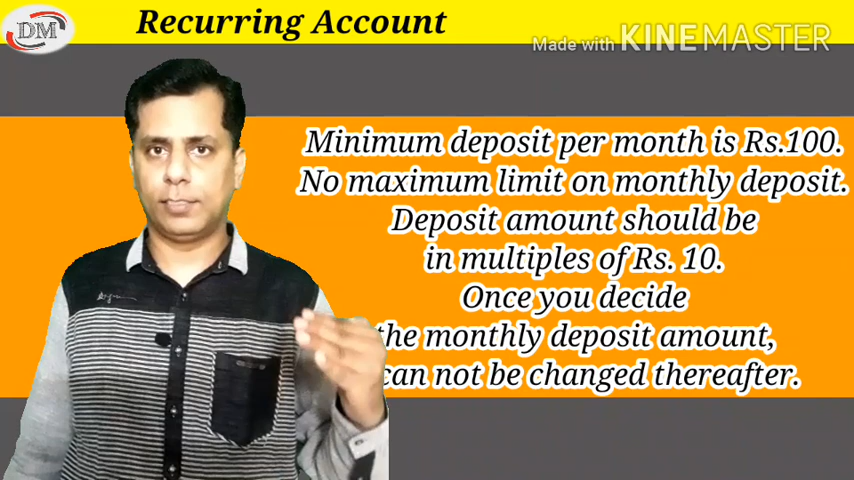 DM
Recurring Account
Made with KINEMASTER
Minimum deposit per month is Rs.100.
No maximum limit on monthly deposit.
Deposit amount should be
in multiples of Rs. 10.
Once you decide
the monthly deposit amount,
can not be changed thereafter.